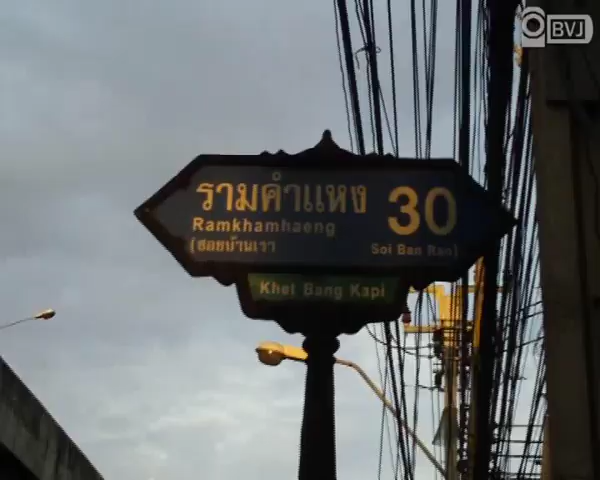 BVJ
รามคำแหง 30
Ramkhamhaeng
(ซอยบ้านเรา Soi Ban Rao)
Khet Bang Kapi